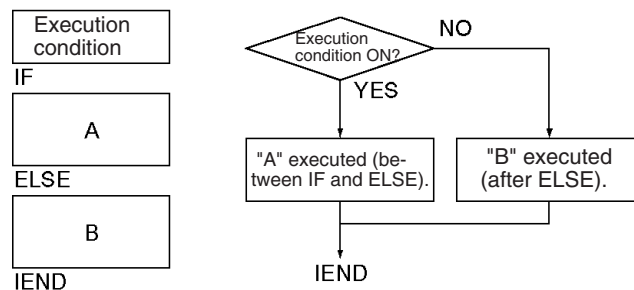 Execution
condition
IF
A
ELSE
B
IEND
Execution
condition ON?
NO
YES
"A" executed (be-
tween IF and ELSE).
"B" executed
(after ELSE).
IEND